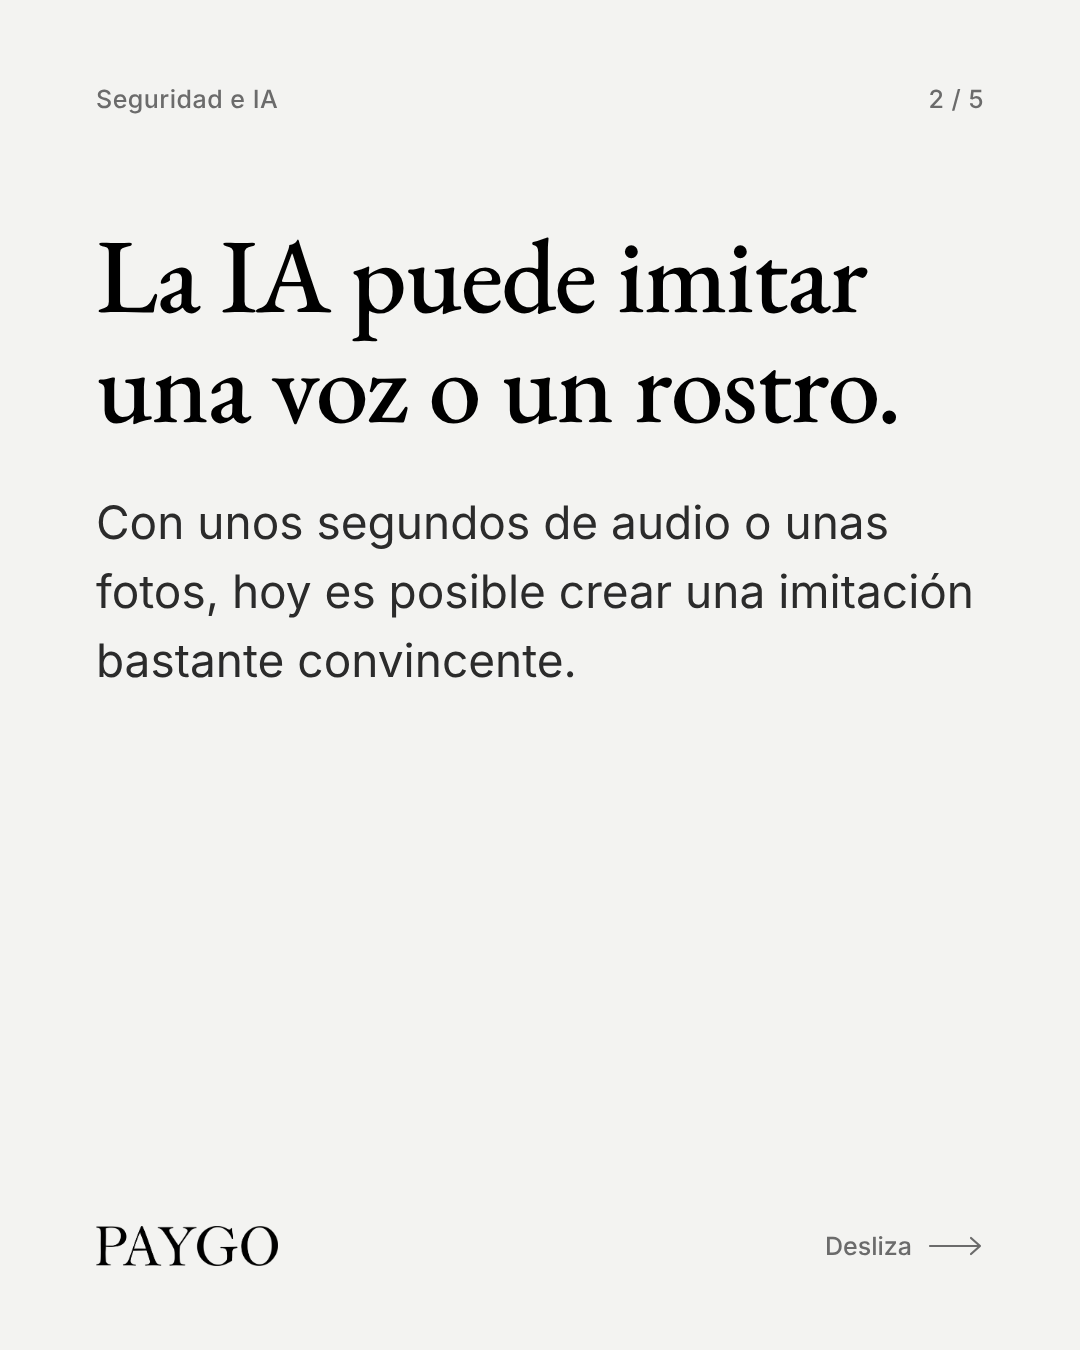 Seguridad e IA
2 / 5
La IA puede imitar
una voz o un rostro.
Con unos segundos de audio o unas
fotos, hoy es posible crear una imitación
bastante convincente.
PAYGO
Desliza